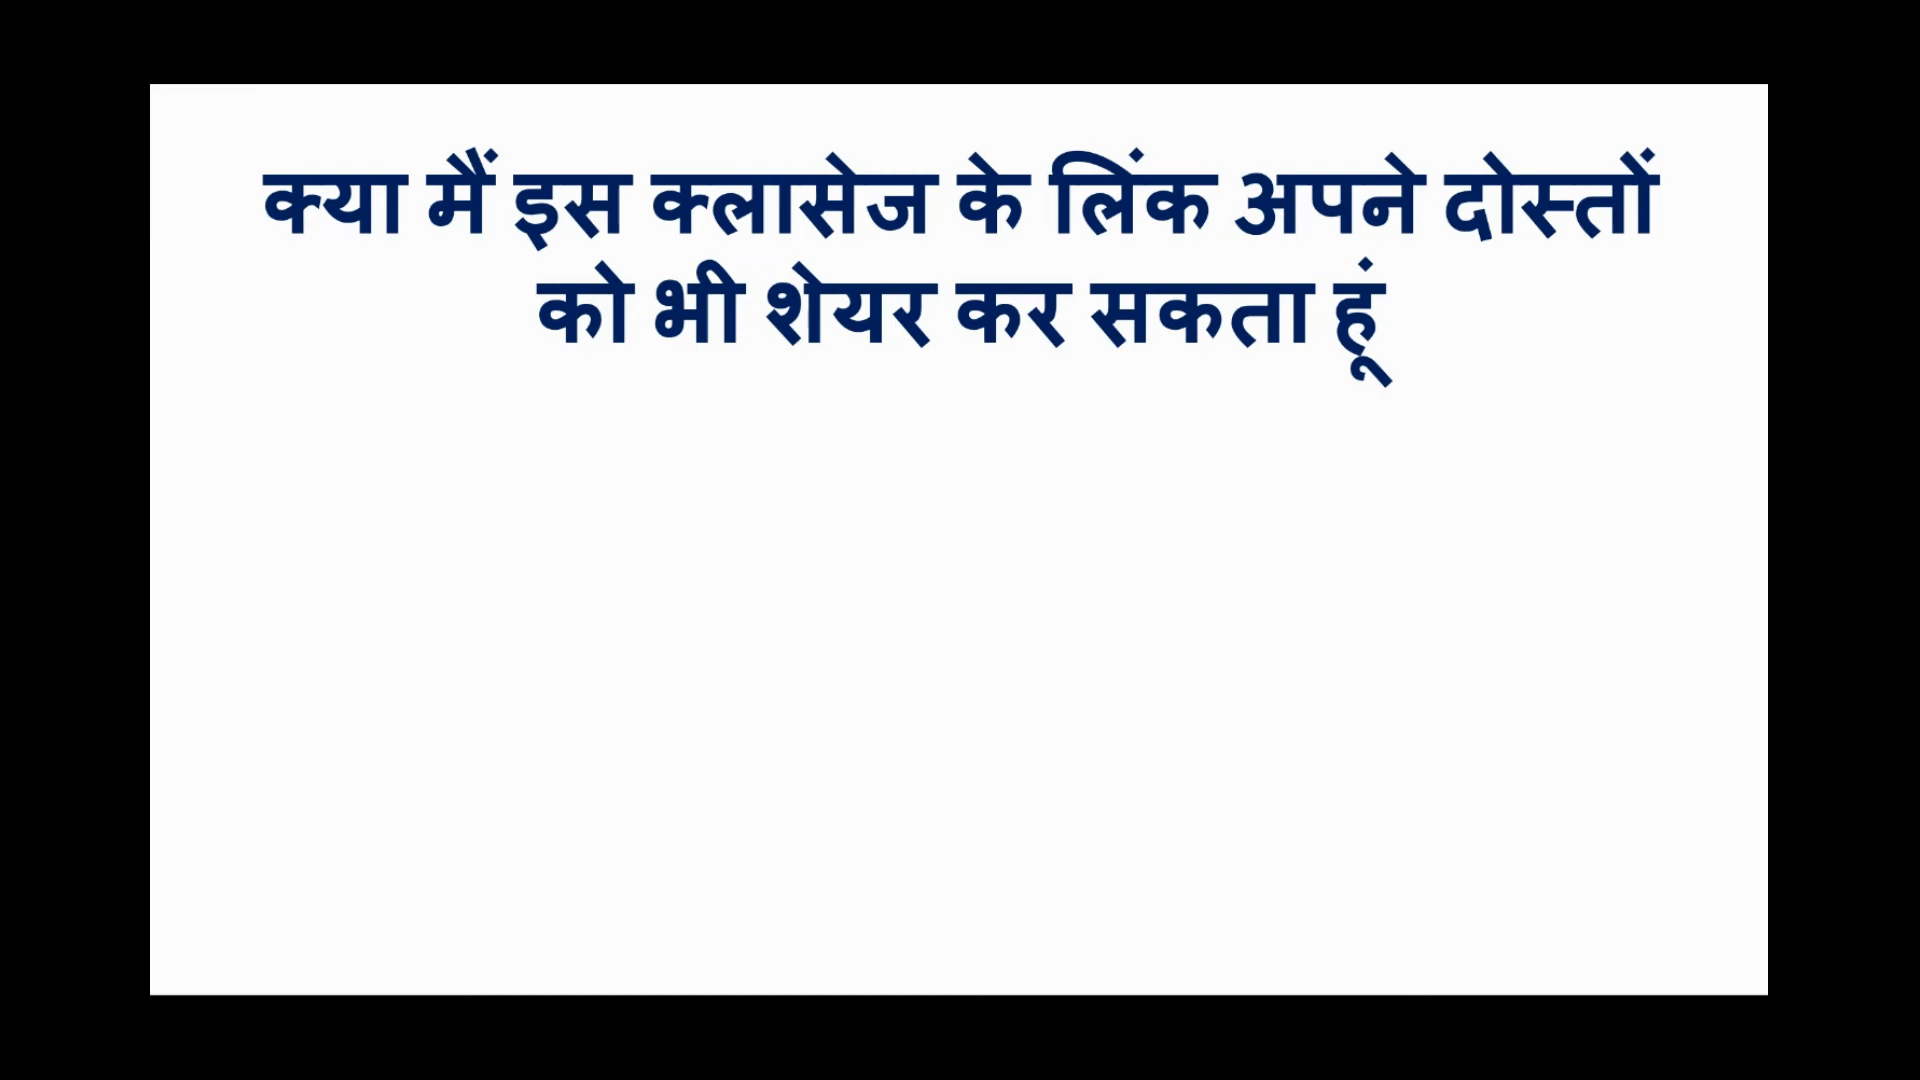 क्या मैं इस क्लासेज के लिंक अपने दोस्तों
को भी शेयर कर सकता हूं